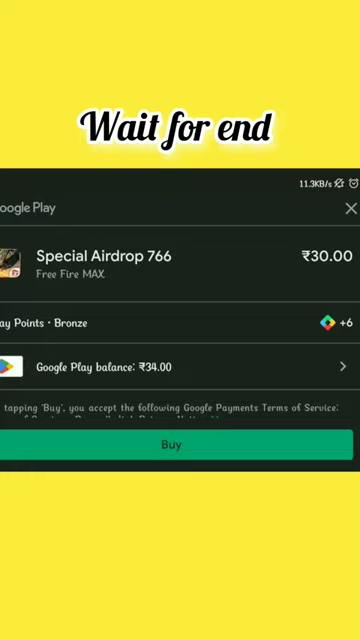 Wait for end
11.3KB/s
oogle Play
Special Airdrop 766
₹30.00
Free Fire MAX
ay Points • Bronze
+6
Google Play balance: ₹34.00
tapping 'Buy', you accept the following Google Payments Terms of Service:
Buy